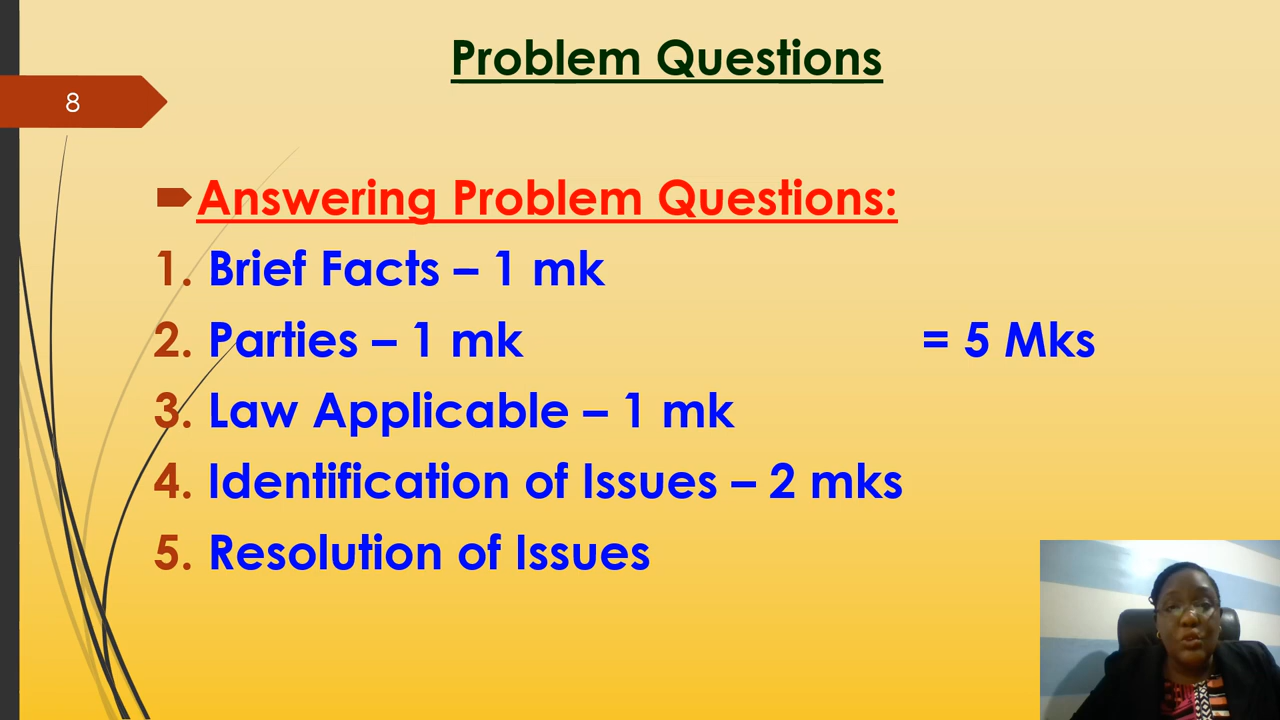 Problem Questions
8
Answering Problem Questions:
1. Brief Facts – 1 mk
2. Parties – 1 mk = 5 Mks
3. Law Applicable – 1 mk
4. Identification of Issues – 2 mks
5. Resolution of Issues